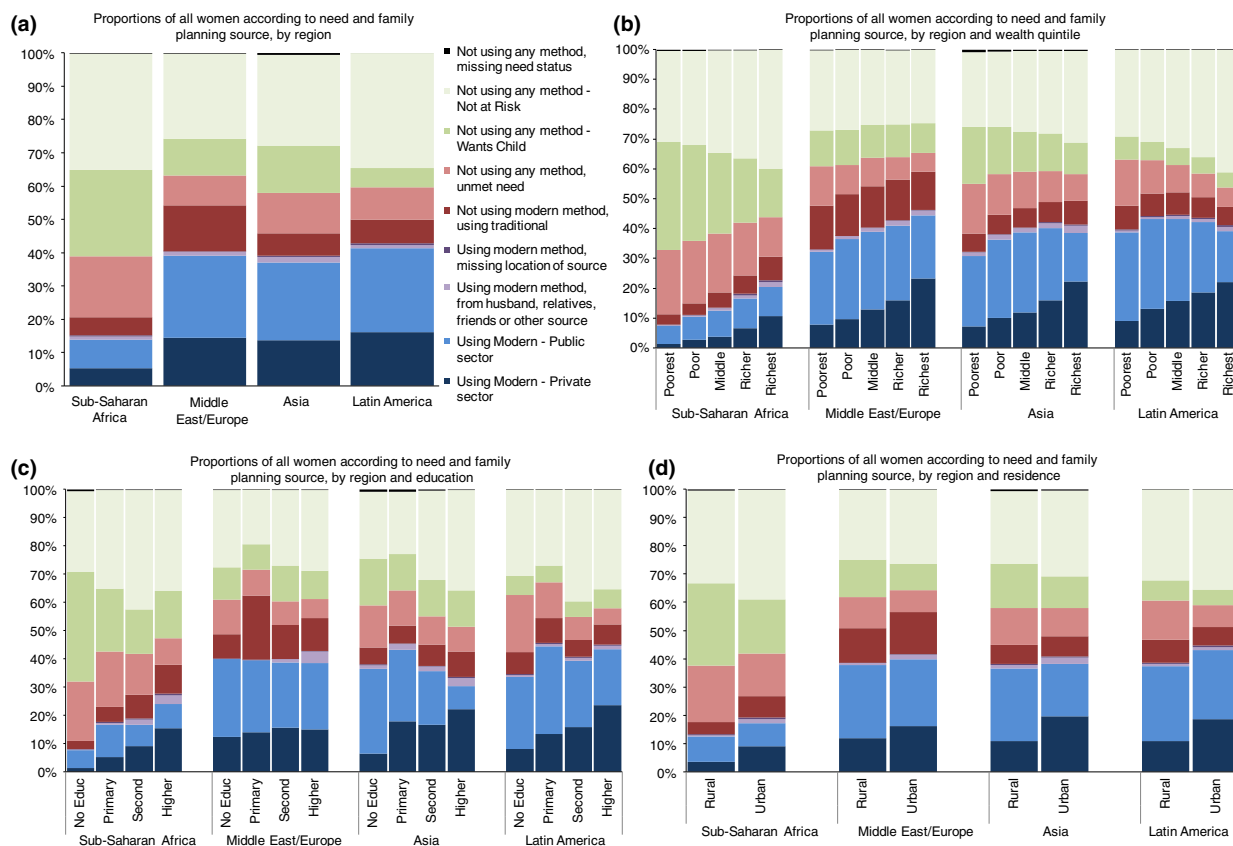 (a)
Proportions of all women according to need and family
planning source, by region
100%
90%
80%
70%
60%
50%
40%
30%
20%
10%
0%
Sub-Saharan
Africa
Middle
East/Europe
Asia
Latin America
Not using any method,
missing need status
Not using any method -
Not at Risk
Not using any method -
Wants Child
Not using any method,
unmet need
Not using modern method,
using traditional
Using modern method,
missing location of source
Using modern method,
from husband, relatives,
friends or other source
Using Modern - Public
sector
Using Modern - Private
sector
(b)
Proportions of all women according to need and family
planning source, by region and wealth quintile
100%
90%
80%
70%
60%
50%
40%
30%
20%
10%
0%
Poorest
Poor
Middle
Richer
Richest
Poorest
Poor
Middle
Richer
Richest
Poorest
Poor
Middle
Richer
Richest
Poorest
Poor
Middle
Richer
Richest
Sub-Saharan Africa
Middle East/Europe
Asia
Latin America
(c)
Proportions of all women according to need and family
planning source, by region and education
100%
90%
80%
70%
60%
50%
40%
30%
20%
10%
0%
No Educ
Primary
Second
Higher
No Educ
Primary
Second
Higher
No Educ
Primary
Second
Higher
No Educ
Primary
Second
Higher
Sub-Saharan Africa
Middle East/Europe
Asia
Latin America
(d)
Proportions of all women according to need and family
planning source, by region and residence
100%
90%
80%
70%
60%
50%
40%
30%
20%
10%
0%
Rural
Urban
Rural
Urban
Rural
Urban
Rural
Urban
Sub-Saharan Africa
Middle East/Europe
Asia
Latin America